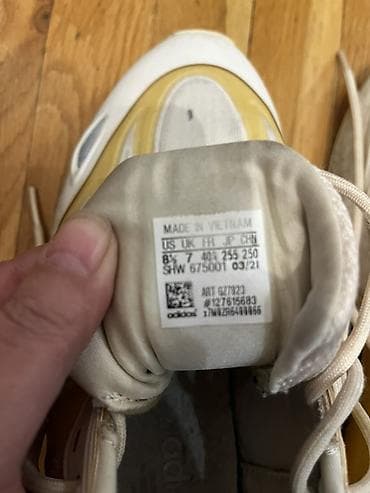 MADE IN VIETNAM
US UK FR JP CHN
8½ 7 40⅔ 255 250
SHW 675001 03/21
ART GZ7923
#127615683
adidas